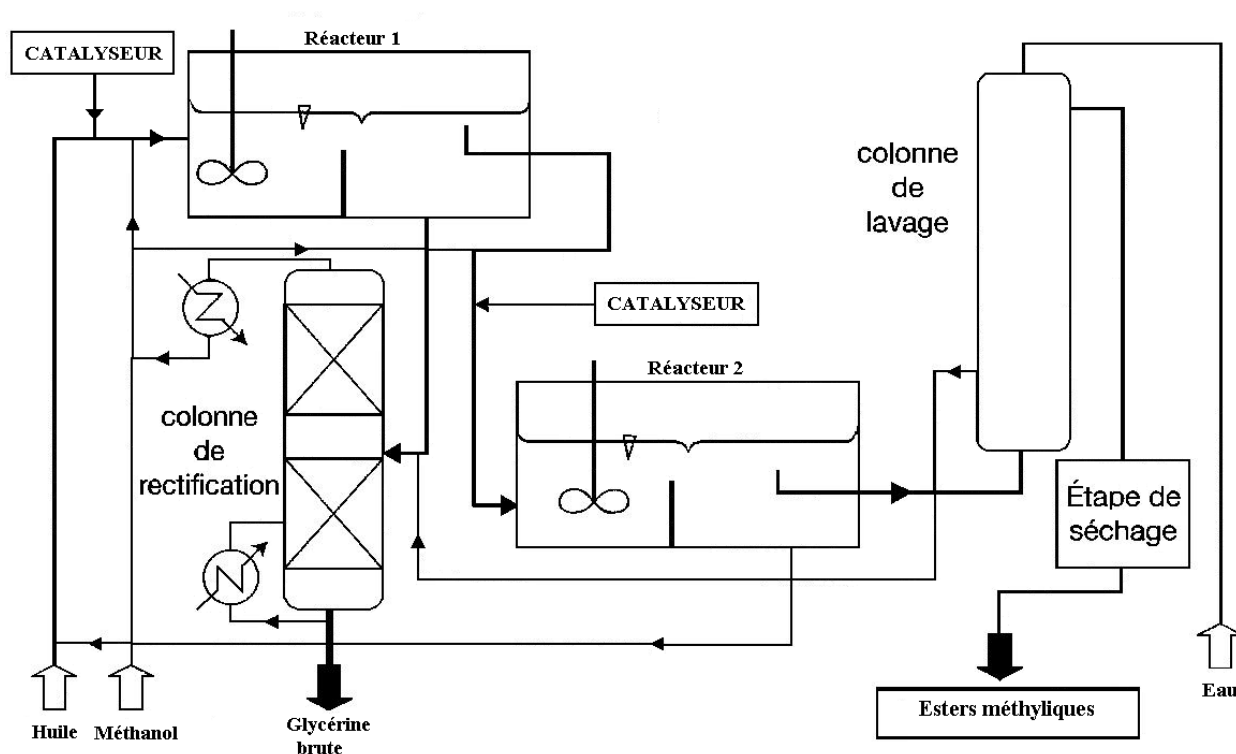 Réacteur 1
CATALYSEUR
colonne
de
lavage
CATALYSEUR
Réacteur 2
colonne
de
rectification
Étape de
séchage
Huile
Méthanol
Glycérine
brute
Esters méthyliques
Eau